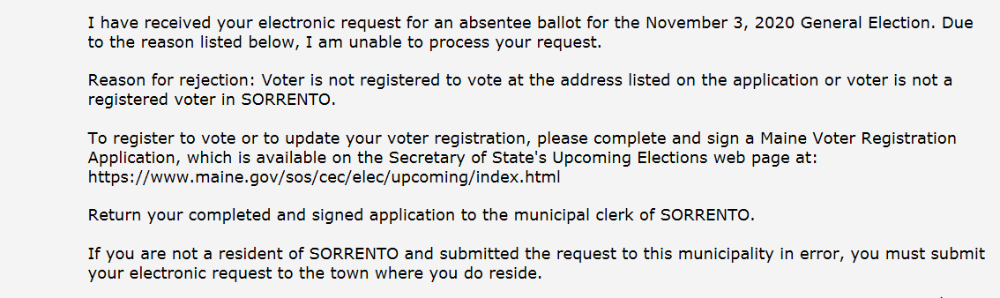 I have received your electronic request for an absentee ballot for the November 3, 2020 General Election. Due
to the reason listed below, I am unable to process your request.
Reason for rejection: Voter is not registered to vote at the address listed on the application or voter is not a
registered voter in SORRENTO.
To register to vote or to update your voter registration, please complete and sign a Maine Voter Registration
Application, which is available on the Secretary of State's Upcoming Elections web page at:
https://www.maine.gov/sos/cec/elec/upcoming/index.html
Return your completed and signed application to the municipal clerk of SORRENTO.
If you are not a resident of SORRENTO and submitted the request to this municipality in error, you must submit
your electronic request to the town where you do reside.